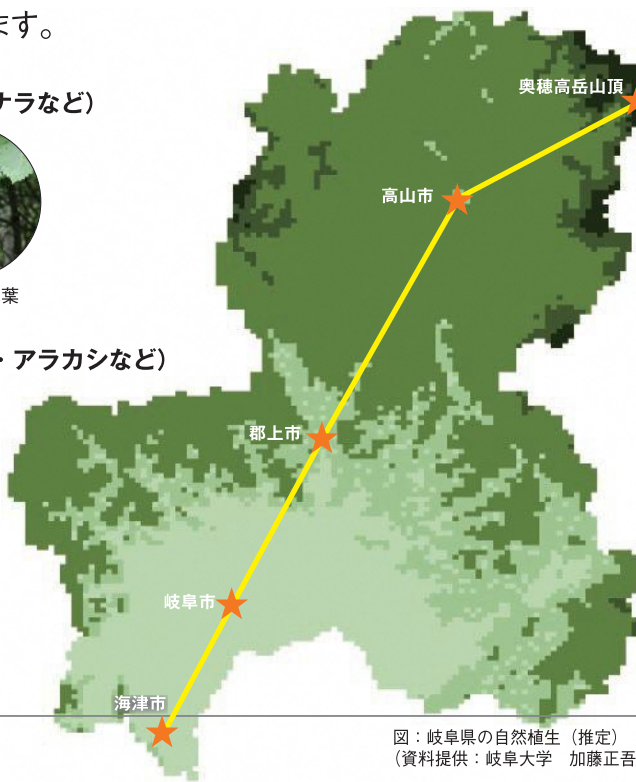 ます。
ナラなど）
葉
・アラカシなど）
奥穂高岳山頂
高山市
郡上市
岐阜市
海津市
図：岐阜県の自然植生（推定）
（資料提供：岐阜大学　加藤正吾